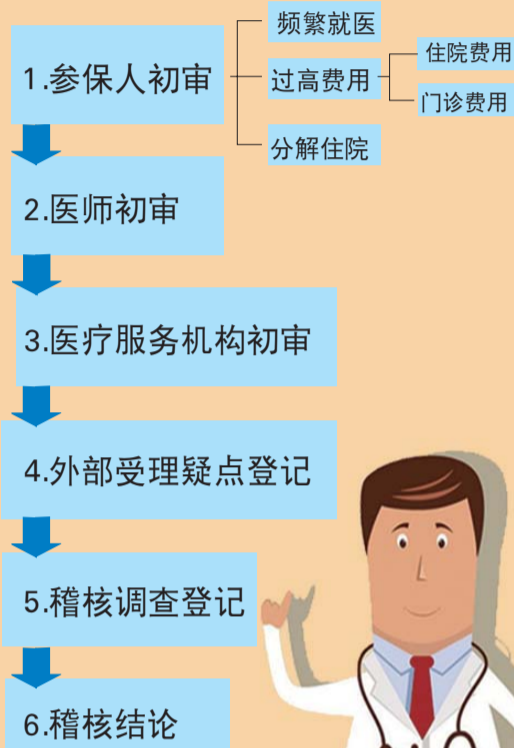 频繁就医
1.参保人初审
过高费用
住院费用
门诊费用
分解住院
2.医师初审
3.医疗服务机构初审
4.外部受理疑点登记
5.稽核调查登记
6.稽核结论